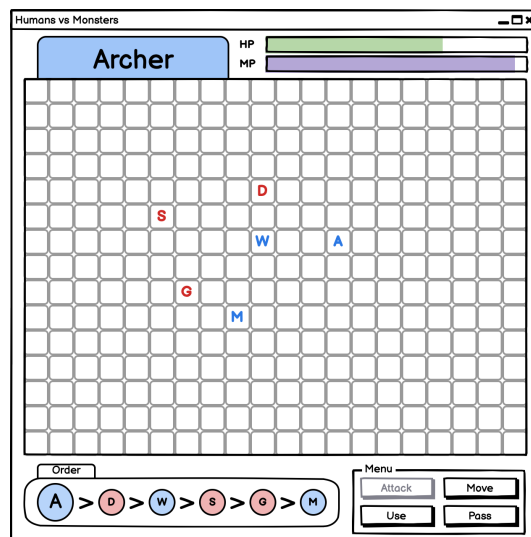 Humans vs Monsters
Archer
HP
MP
D
S
W A
G
M
Order
A > D > W > S > G > M
Menu
Attack Move
Use Pass